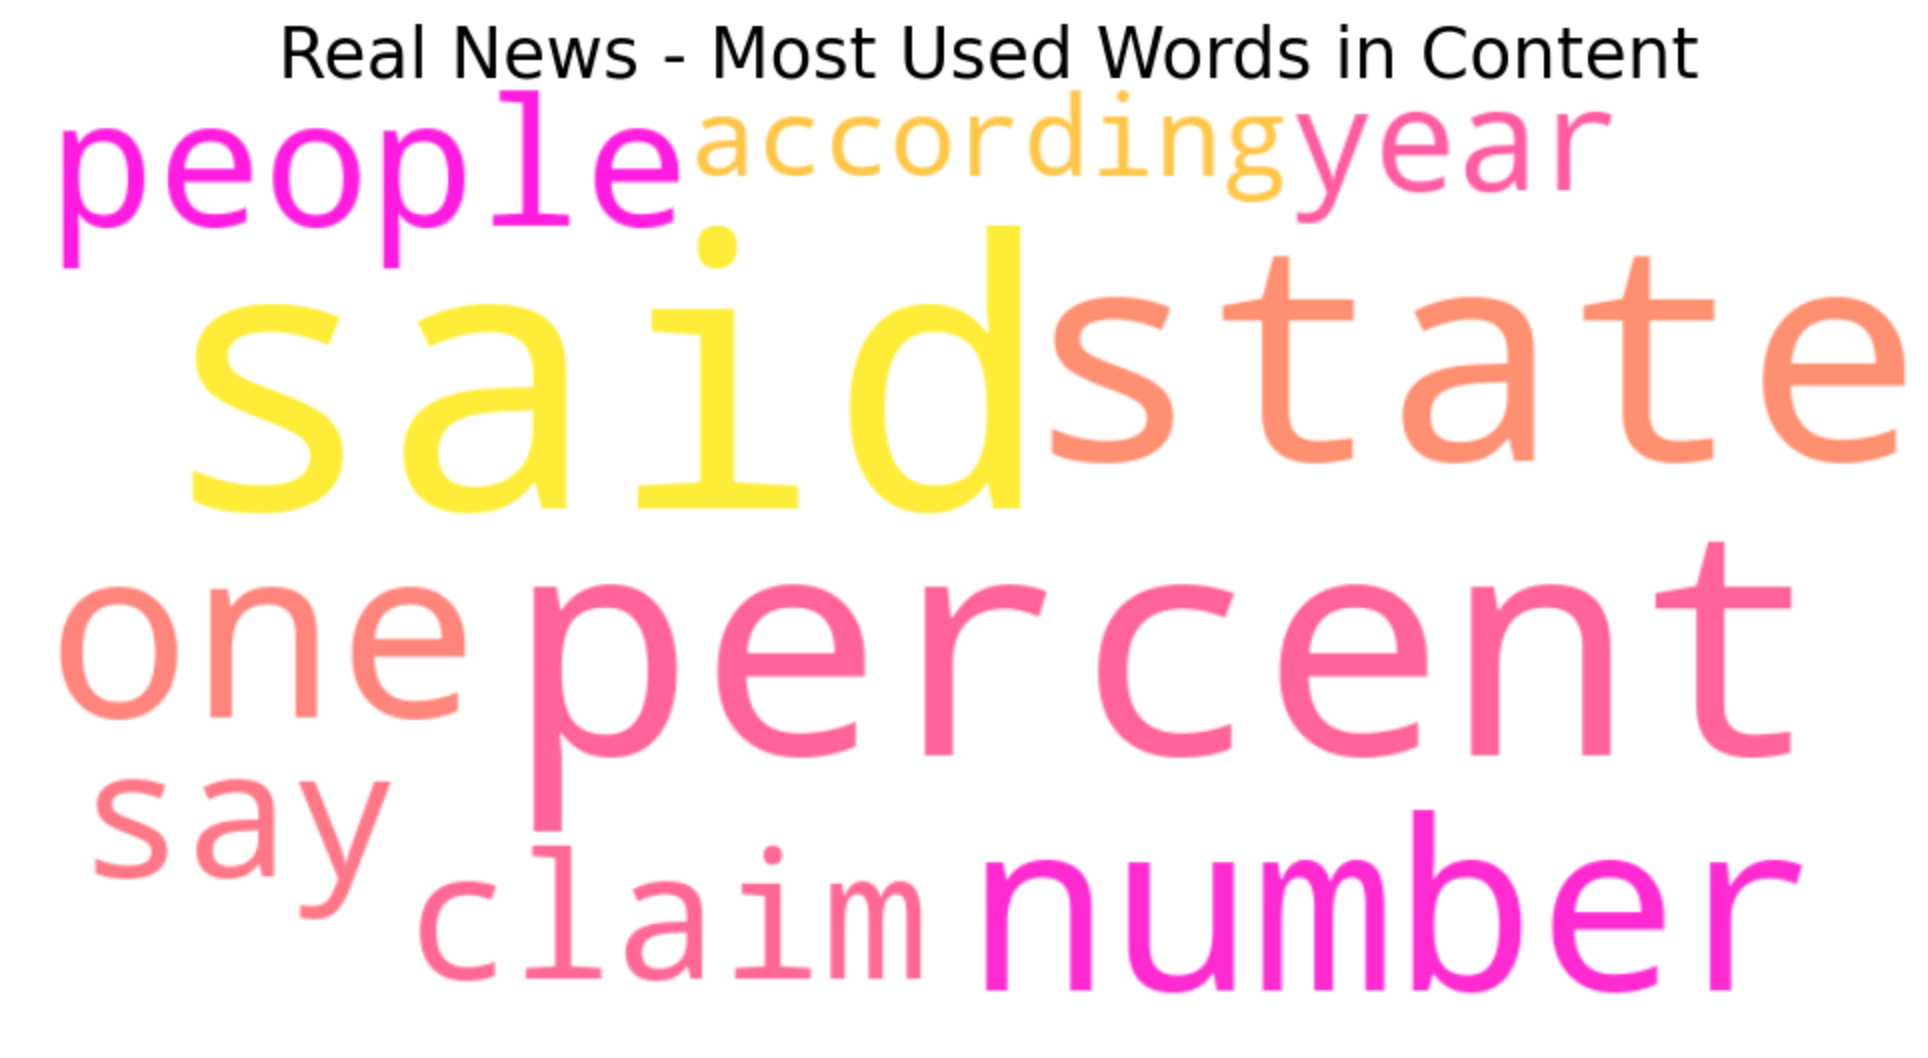 Real News - Most Used Words in Content
people according year
said state
one percent
say
claim number